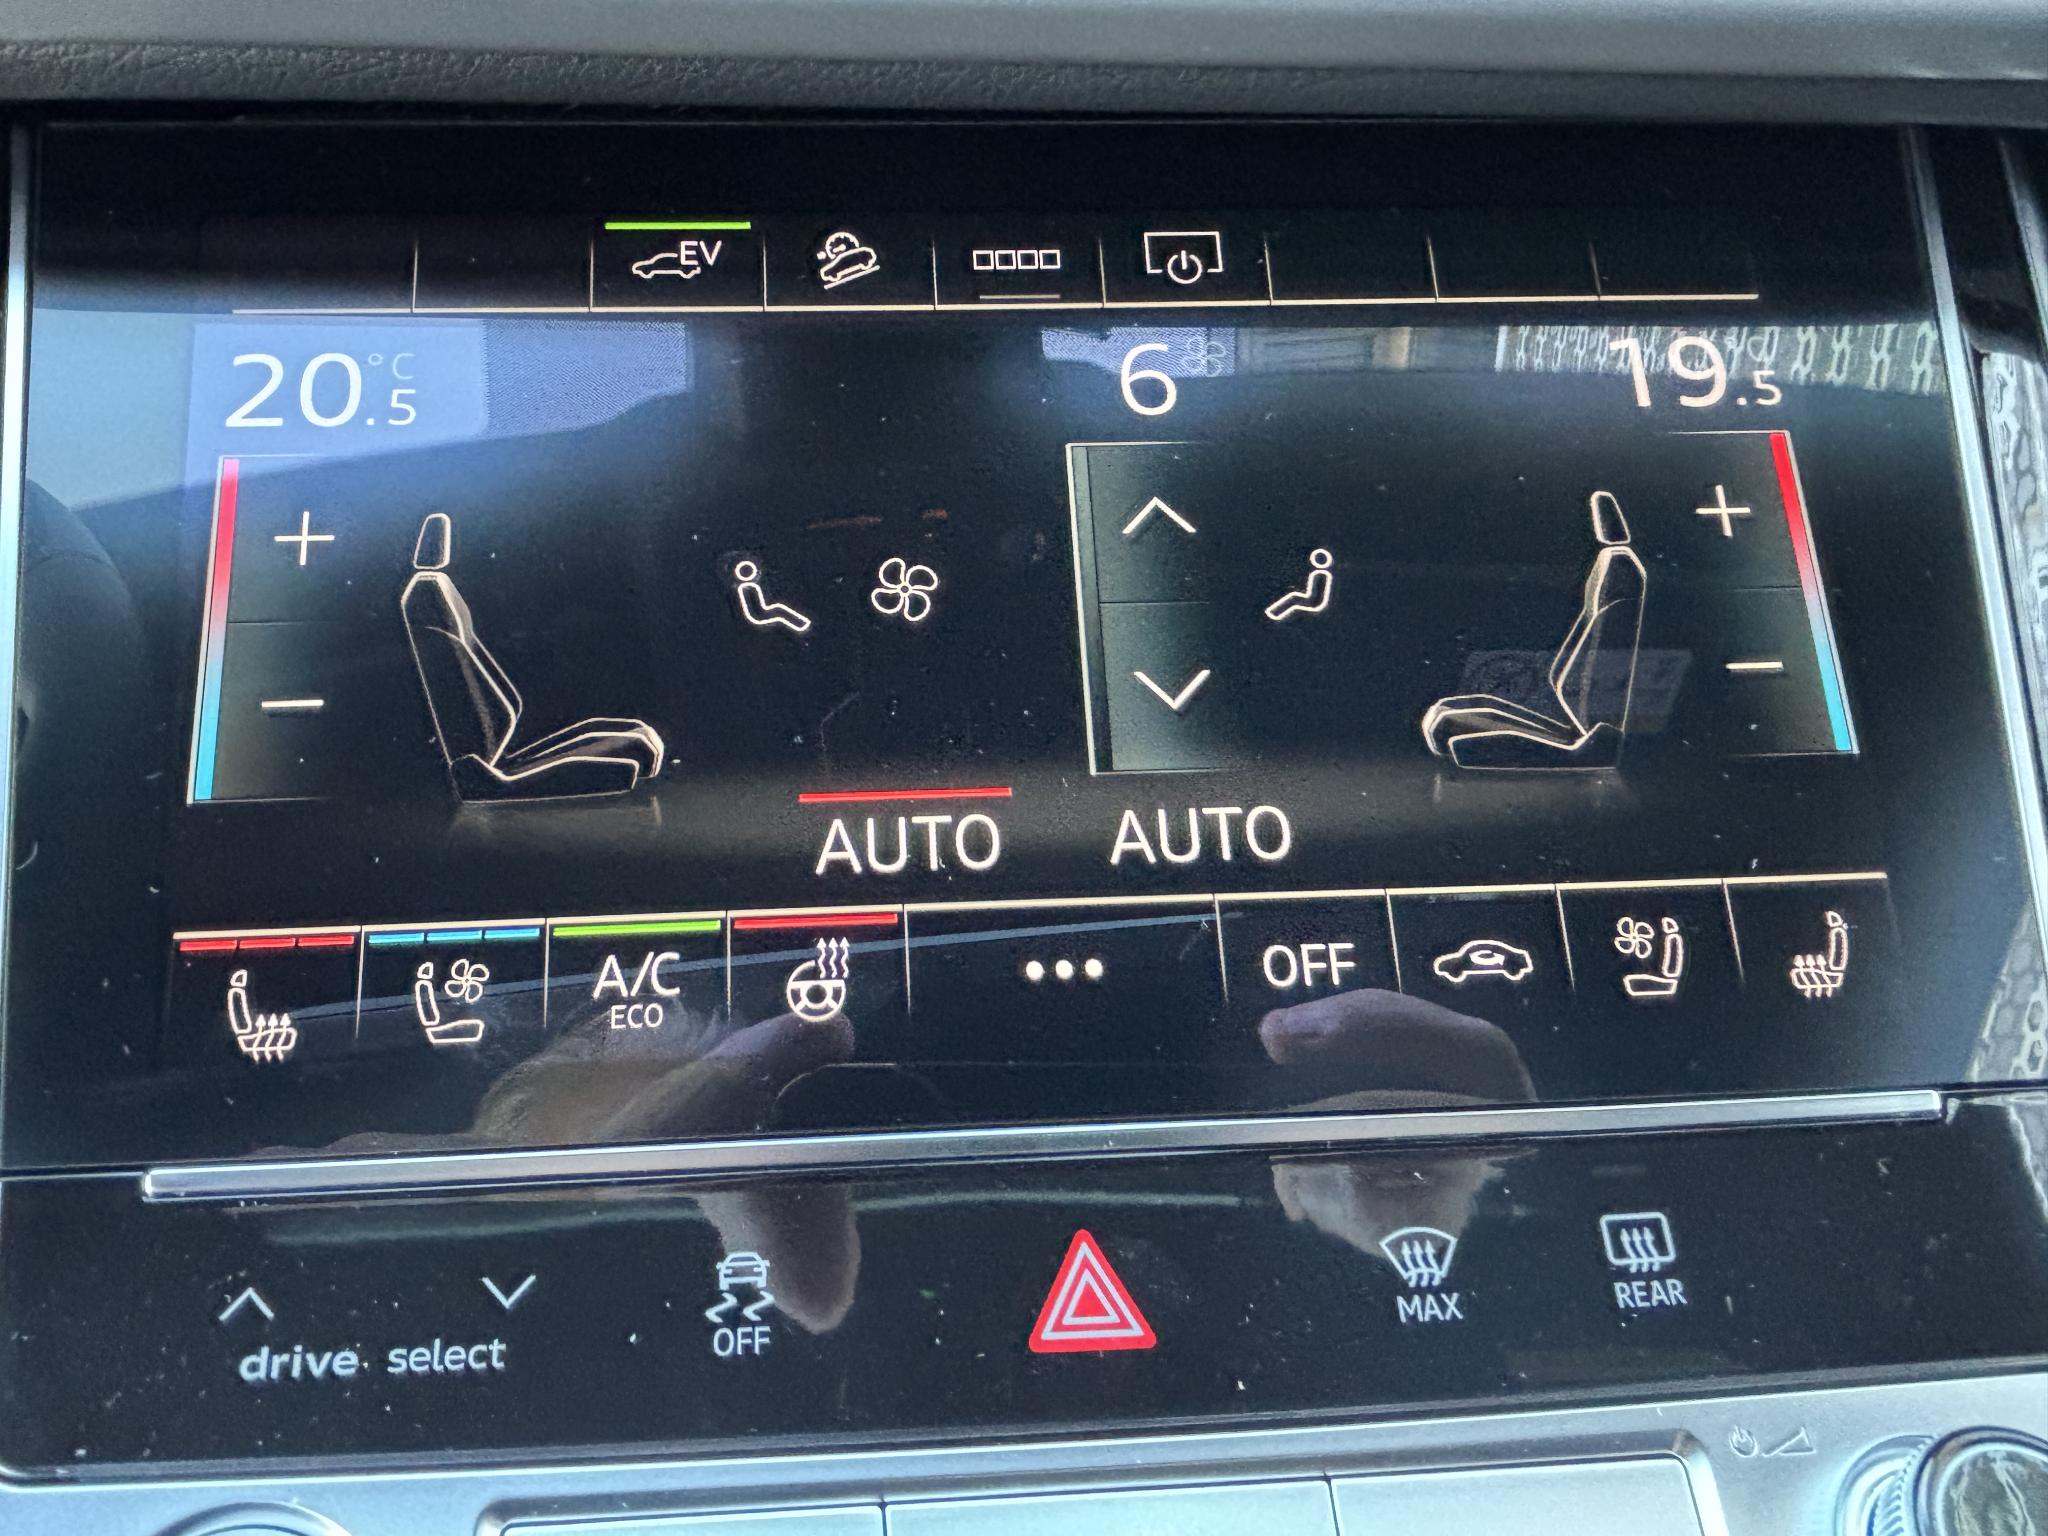 EV
20.5 °C
6
19.5
AUTO AUTO
A/C
ECO
OFF
drive select
OFF
MAX
REAR